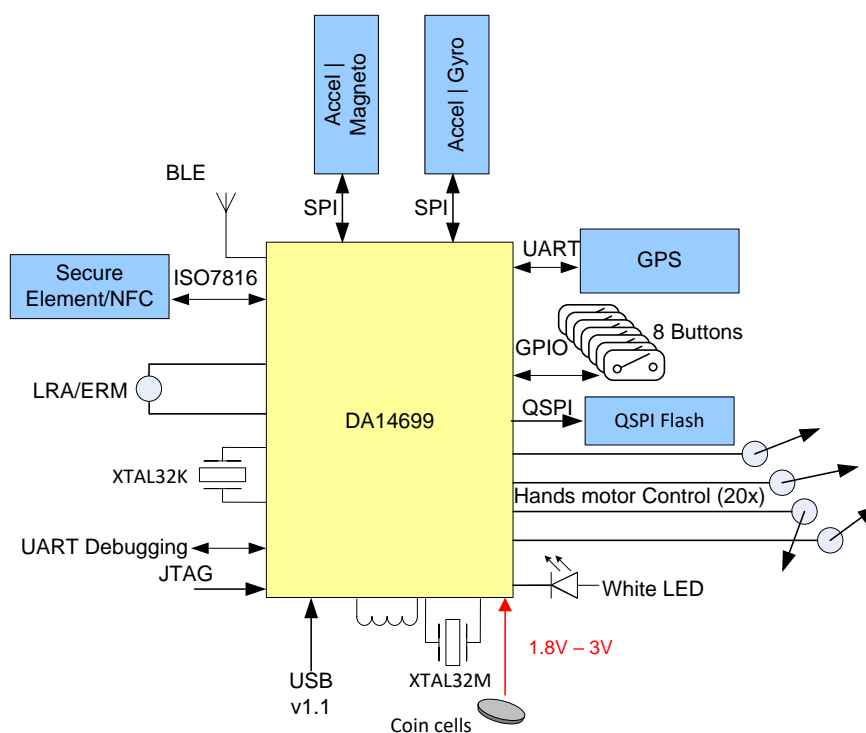 Accel | Magneto
Accel | Gyro
BLE
SPI
SPI
UART
GPS
Secure
Element/NFC
ISO7816
8 Buttons
GPIO
LRA/ERM
DA14699
QSPI
QSPI Flash
XTAL32K
Hands motor Control (20x)
UART Debugging
JTAG
White LED
1.8V – 3V
USB
v1.1
XTAL32M
Coin cells